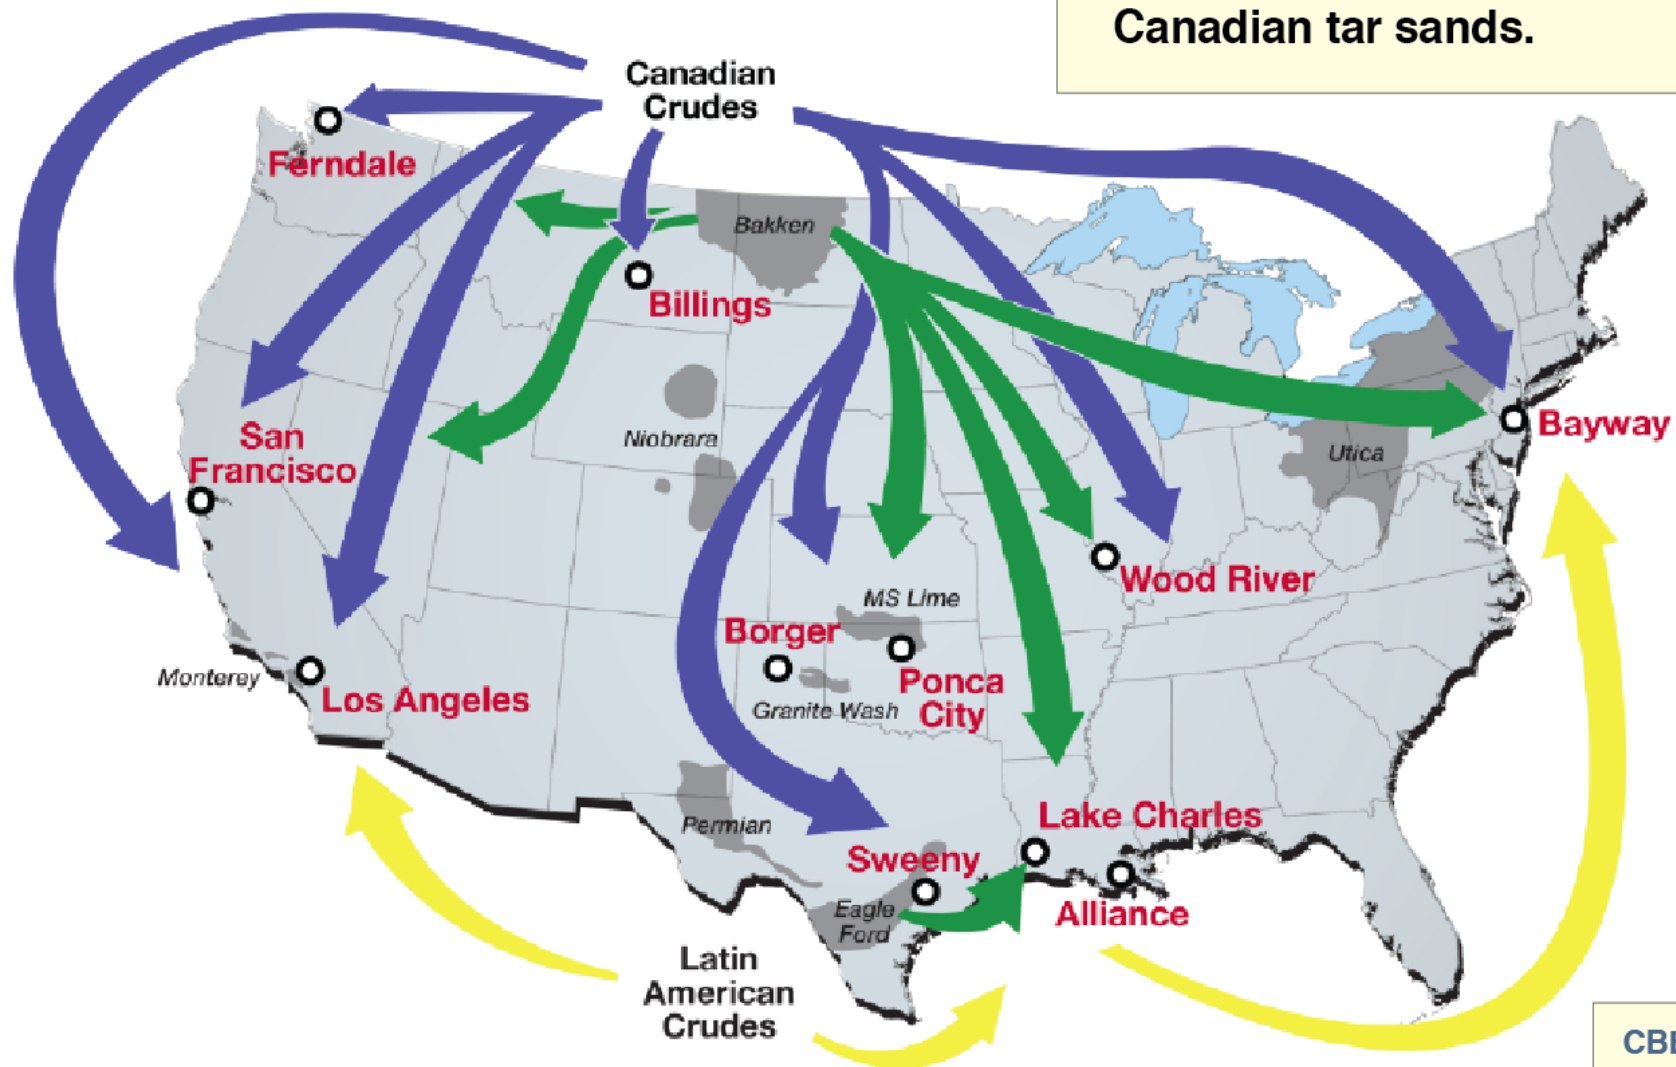 Canadian tar sands.
Canadian
Crudes
Ferndale
Bakken
Billings
San
Francisco
Niobrara
Bayway
Utica
Wood River
MS Lime
Borger
Monterey
Los Angeles
Ponca
City
Granite Wash
Permian
Lake Charles
Sweeny
Eagle
Ford
Alliance
Latin
American
Crudes